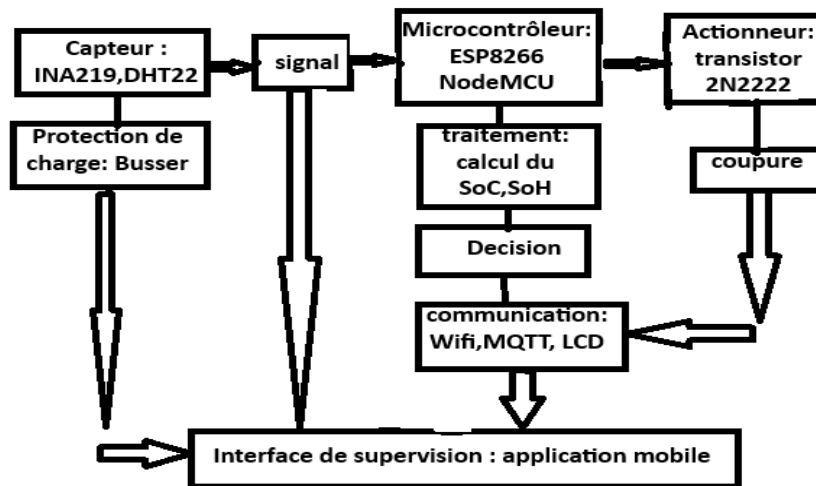 Capteur :
INA219,DHT22
signal
Microcontrôleur:
ESP8266
NodeMCU
Actionneur:
transistor
2N2222
Protection de
charge: Busser
traitement:
calcul du
SoC,SoH
coupure
Decision
communication:
Wifi,MQTT, LCD
Interface de supervision : application mobile